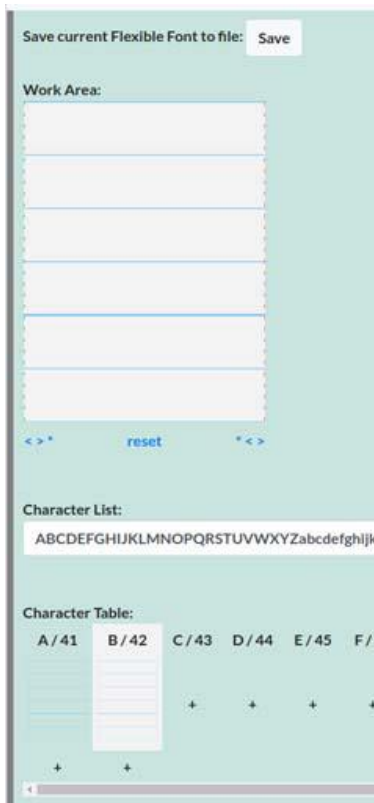 Save current Flexible Font to file: Save
Work Area:
< > * reset * < >
Character List:
ABCDEFGHIJKLMNOPQRSTUVWXYZabcdefghijk
Character Table:
A / 41 B / 42 C / 43 D / 44 E / 45 F /
+ + + +
+ +